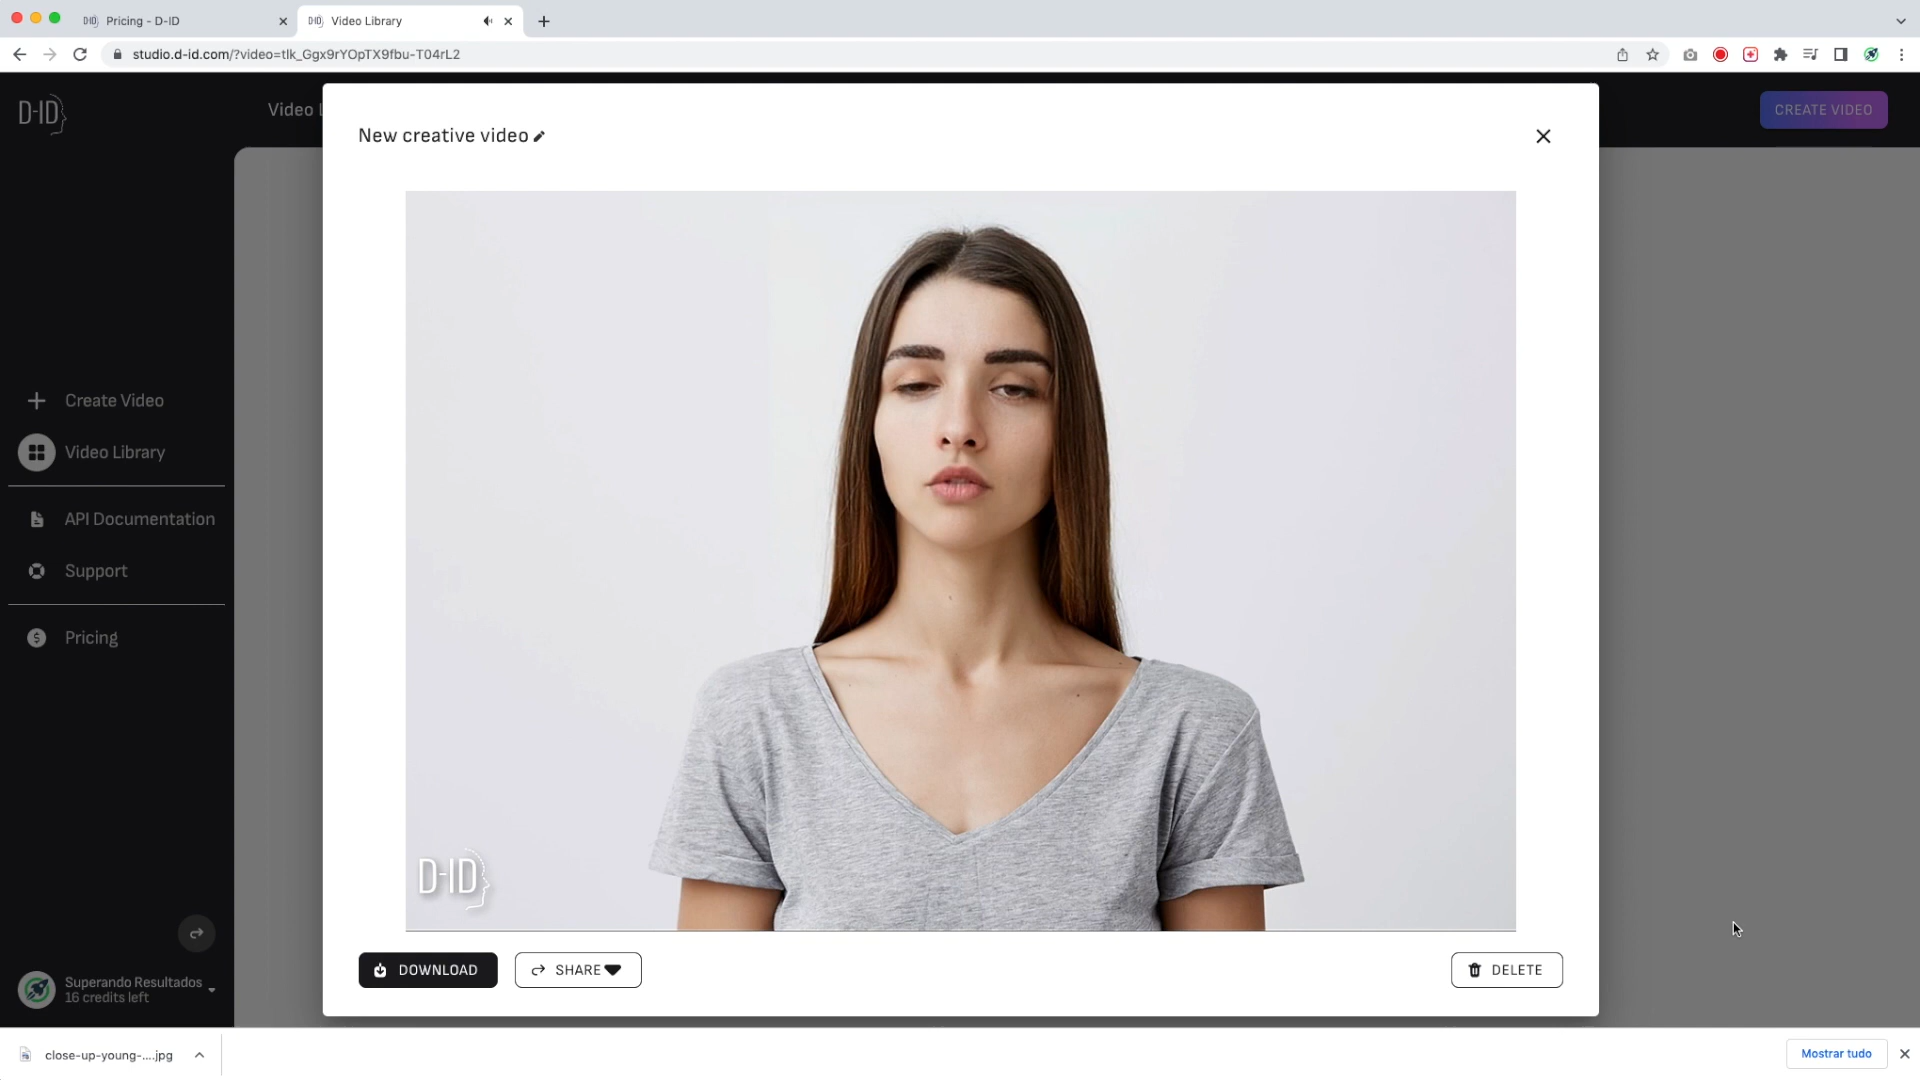 Pricing - D-ID
Video Library
studio.d-id.com/?video=tlk_Ggx9rYOpTX9fbu-T04rL2
D-ID
Video L
CREATE VIDEO
New creative video
Create Video
Video Library
API Documentation
Support
Pricing
D-ID
Superando Resultados
16 credits left
DOWNLOAD
SHARE
DELETE
close-up-young-....jpg
Mostrar tudo